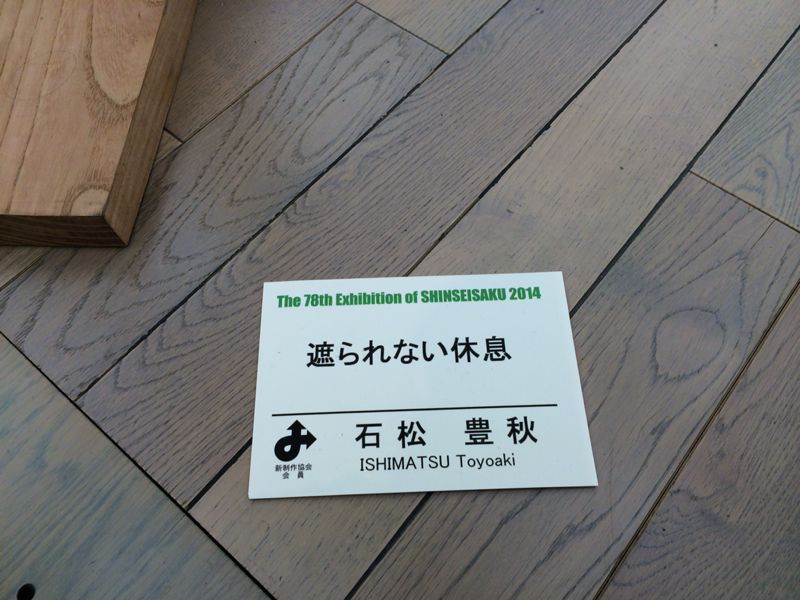 The 78th Exhibition of SHINSEISAKU 2014
遮られない休息
石松 豊秋
ISHIMATSU Toyoaki
新制作協会
会員